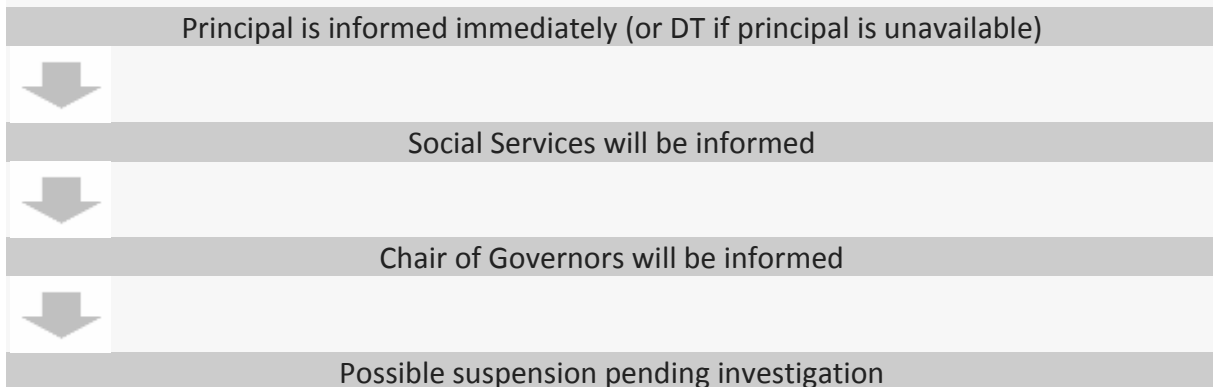 Principal is informed immediately (or DT if principal is unavailable)
Social Services will be informed
Chair of Governors will be informed
Possible suspension pending investigation